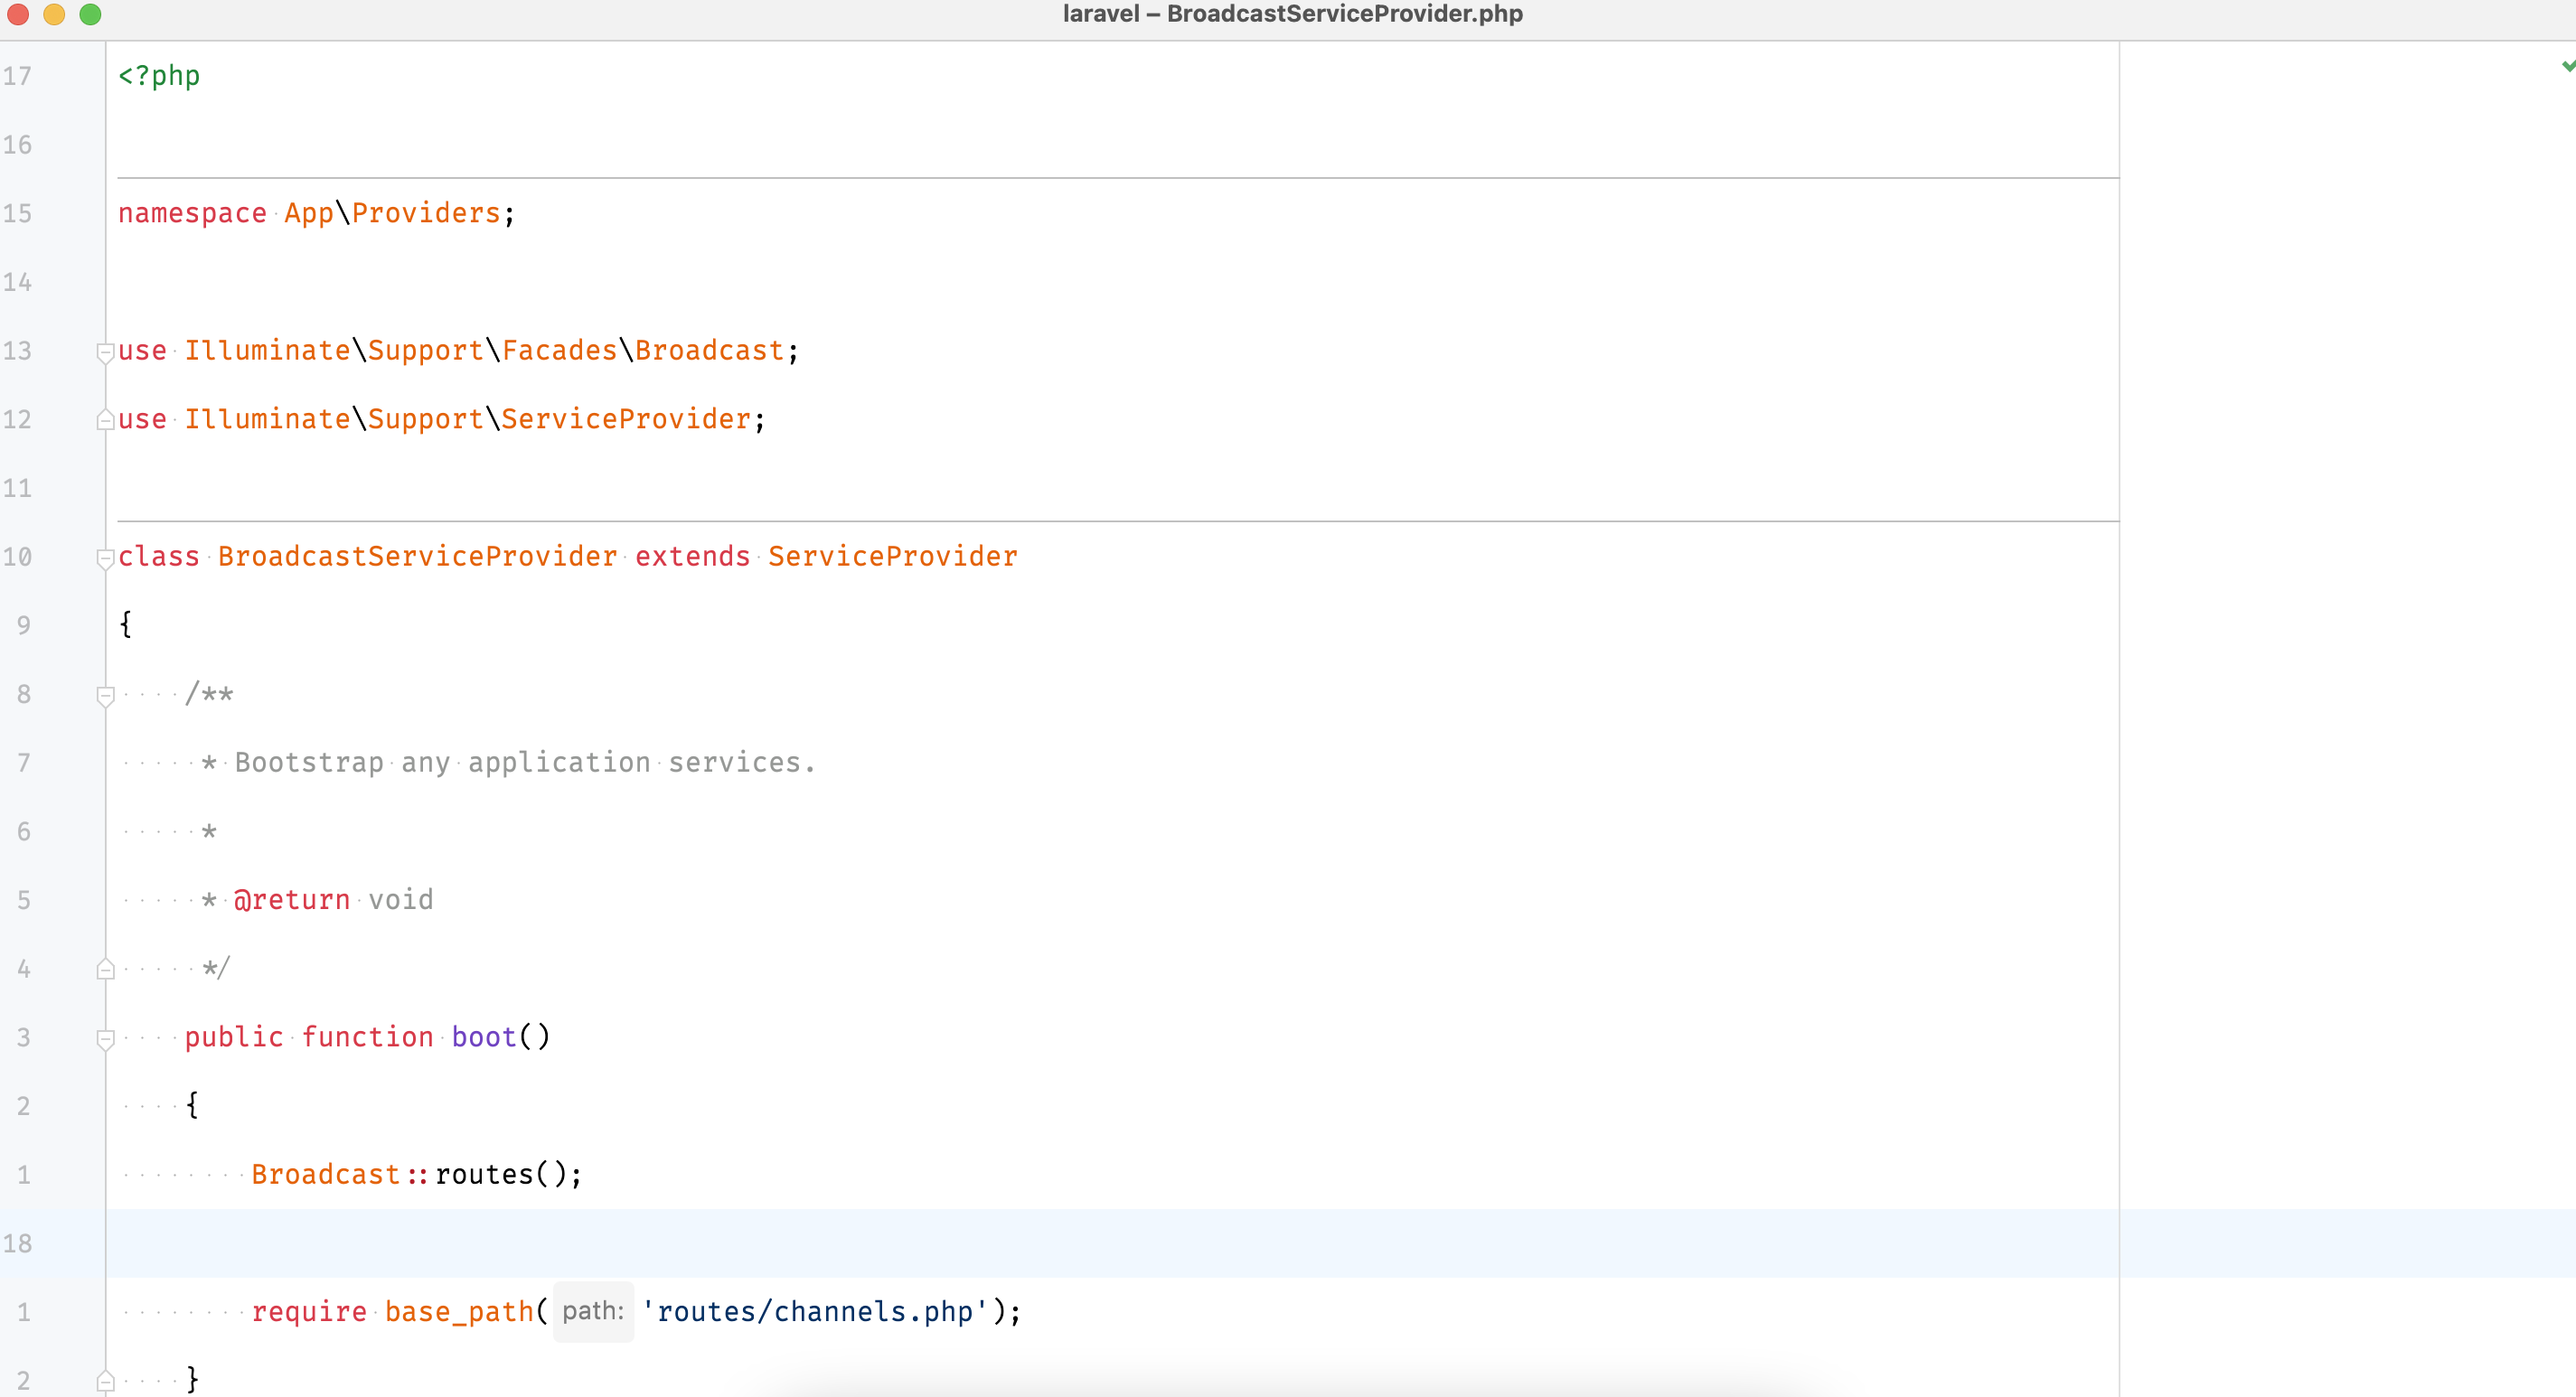 laravel – BroadcastServiceProvider.php
17 <?php
16
15 namespace App\Providers;
14
13 use Illuminate\Support\Facades\Broadcast;
12 use Illuminate\Support\ServiceProvider;
11
10 class BroadcastServiceProvider extends ServiceProvider
9 {
8     /**
7      * Bootstrap any application services.
6      *
5      * @return void
4      */
3     public function boot()
2     {
1         Broadcast::routes();
18
1         require base_path( path: 'routes/channels.php');
2     }